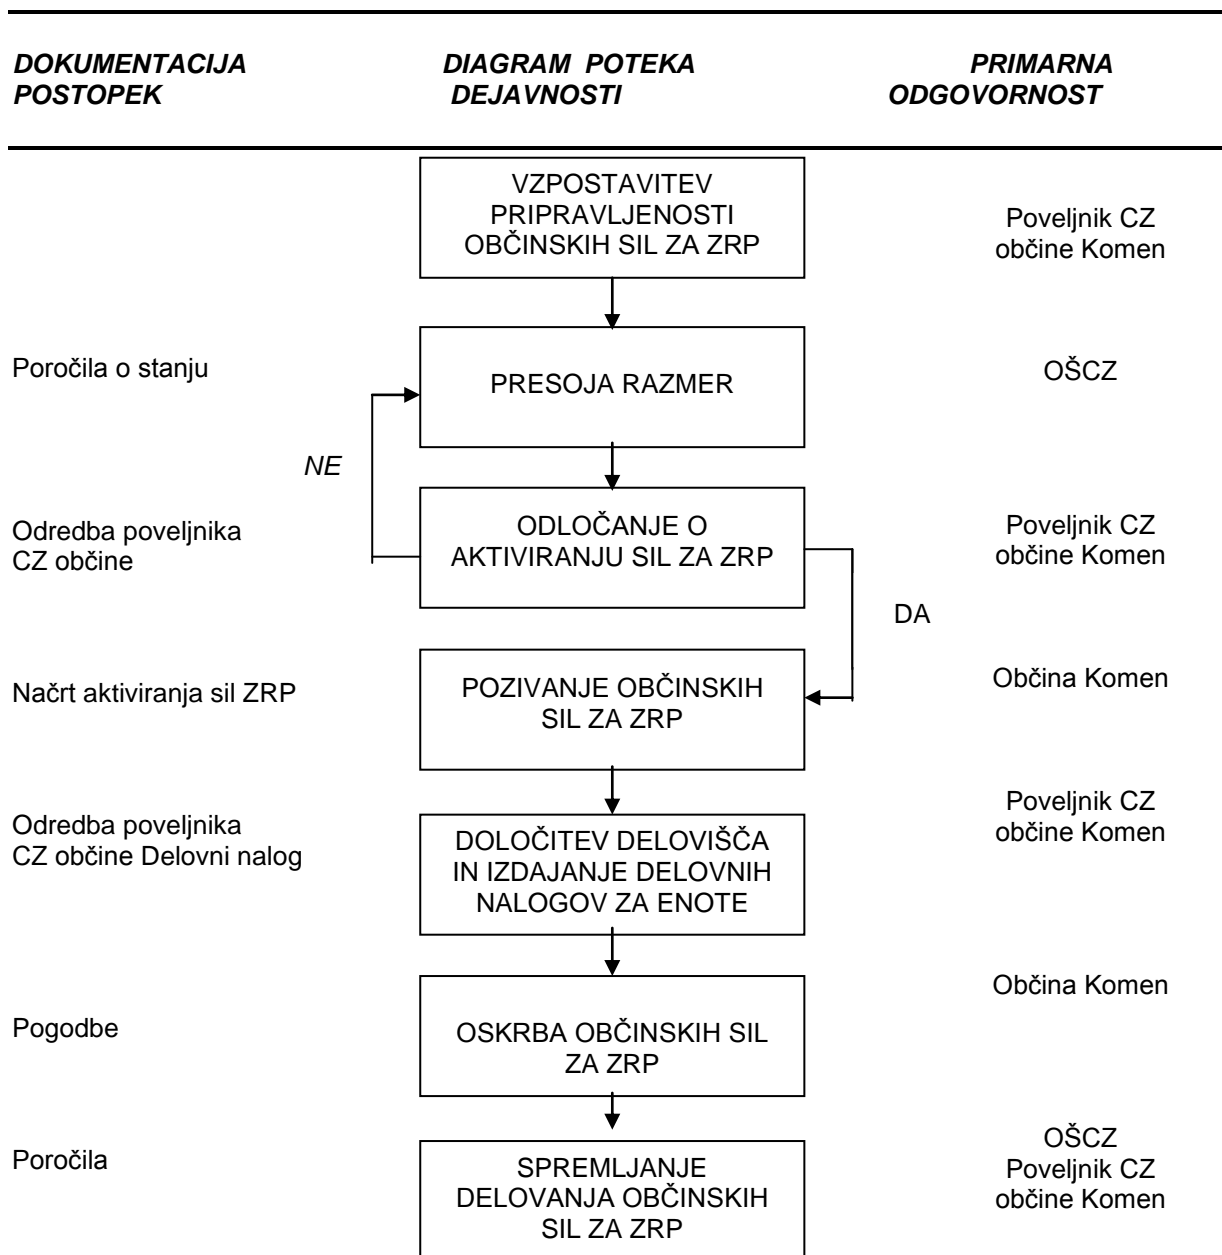 DOKUMENTACIJA DIAGRAM POTEKA PRIMARNA
POSTOPEK DEJAVNOSTI ODGOVORNOST
VZPOSTAVITEV
PRIPRAVLJENOSTI
OBČINSKIH SIL ZA ZRP
Poveljnik CZ
občine Komen
Poročila o stanju
PRESOJA RAZMER
OŠCZ
NE
Odredba poveljnika
CZ občine
ODLOČANJE O
AKTIVIRANJU SIL ZA ZRP
Poveljnik CZ
občine Komen
DA
Načrt aktiviranja sil ZRP
POZIVANJE OBČINSKIH
SIL ZA ZRP
Občina Komen
Odredba poveljnika
CZ občine Delovni nalog
DOLOČITEV DELOVIŠČA
IN IZDAJANJE DELOVNIH
NALOGOV ZA ENOTE
Poveljnik CZ
občine Komen
Pogodbe
OSKRBA OBČINSKIH SIL
ZA ZRP
Občina Komen
Poročila
SPREMLJANJE
DELOVANJA OBČINSKIH
SIL ZA ZRP
OŠCZ
Poveljnik CZ
občine Komen